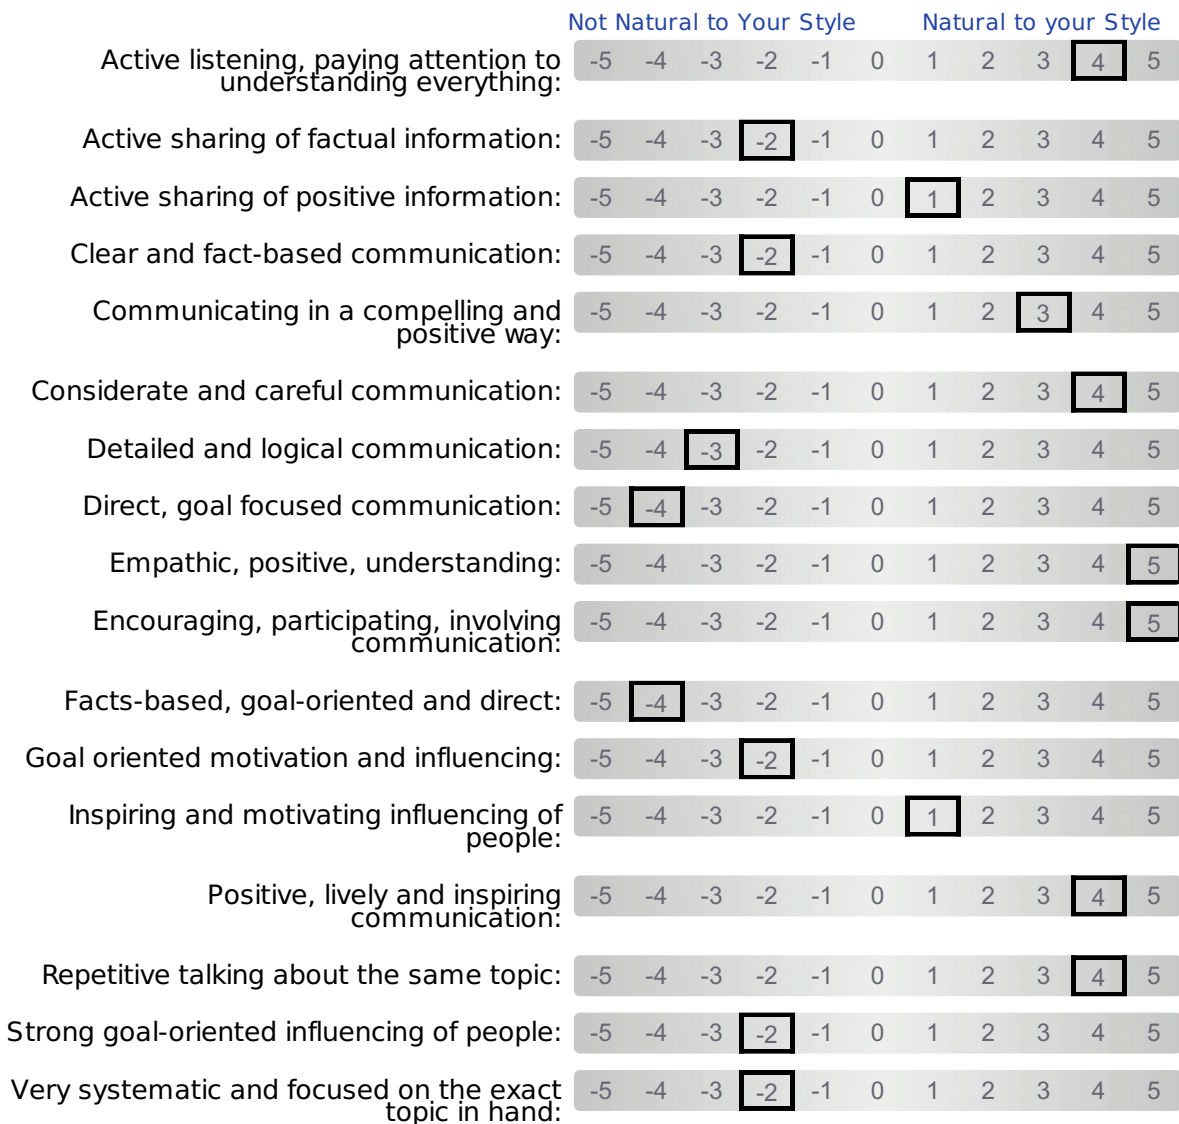 Not Natural to Your Style Natural to your Style
Active listening, paying attention to
understanding everything:
-5 -4 -3 -2 -1 0 1 2 3 4 5
Active sharing of factual information: -5 -4 -3 -2 -1 0 1 2 3 4 5
Active sharing of positive information: -5 -4 -3 -2 -1 0 1 2 3 4 5
Clear and fact-based communication: -5 -4 -3 -2 -1 0 1 2 3 4 5
Communicating in a compelling and
positive way:
-5 -4 -3 -2 -1 0 1 2 3 4 5
Considerate and careful communication: -5 -4 -3 -2 -1 0 1 2 3 4 5
Detailed and logical communication: -5 -4 -3 -2 -1 0 1 2 3 4 5
Direct, goal focused communication: -5 -4 -3 -2 -1 0 1 2 3 4 5
Empathic, positive, understanding: -5 -4 -3 -2 -1 0 1 2 3 4 5
Encouraging, participating, involving
communication:
-5 -4 -3 -2 -1 0 1 2 3 4 5
Facts-based, goal-oriented and direct: -5 -4 -3 -2 -1 0 1 2 3 4 5
Goal oriented motivation and influencing: -5 -4 -3 -2 -1 0 1 2 3 4 5
Inspiring and motivating influencing of
people:
-5 -4 -3 -2 -1 0 1 2 3 4 5
Positive, lively and inspiring
communication:
-5 -4 -3 -2 -1 0 1 2 3 4 5
Repetitive talking about the same topic: -5 -4 -3 -2 -1 0 1 2 3 4 5
Strong goal-oriented influencing of people: -5 -4 -3 -2 -1 0 1 2 3 4 5
Very systematic and focused on the exact
topic in hand:
-5 -4 -3 -2 -1 0 1 2 3 4 5